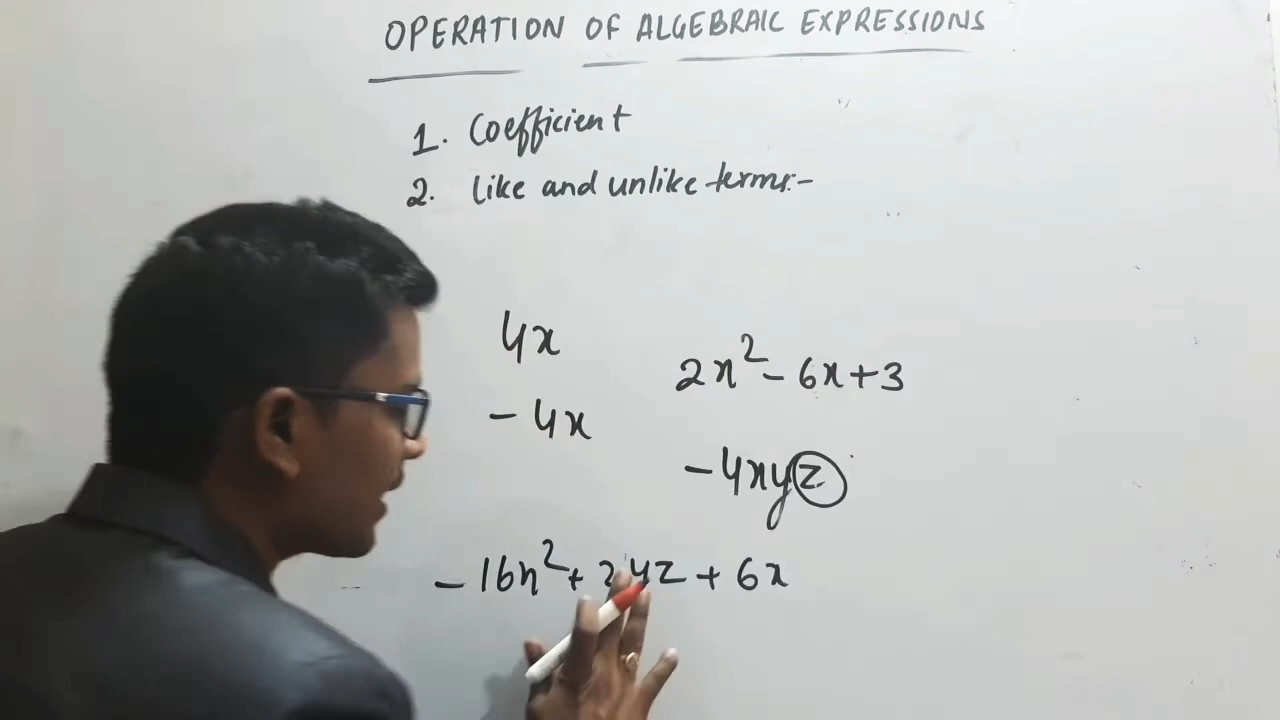 OPERATION OF ALGEBRAIC EXPRESSIONS
1. Coefficient
2. Like and unlike terms:-
4x
- 4x
2x² - 6x + 3
- 4xyz
- 16x² + 2yz + 6x